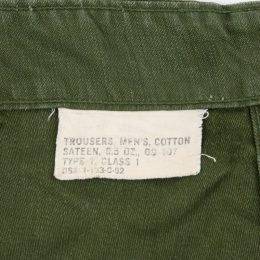 TROUSERS, MEN'S, COTTON
SATEEN, 8.5 OZ., OG 107
TYPE I, CLASS 1